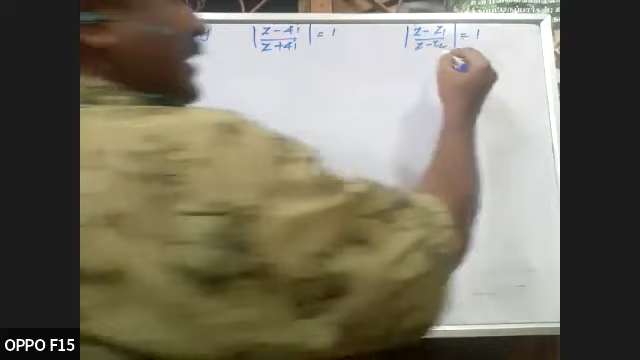 y |z - 4i / z + 4i| = 1 |z - z1 / z - z2| = 1
OPPO F15